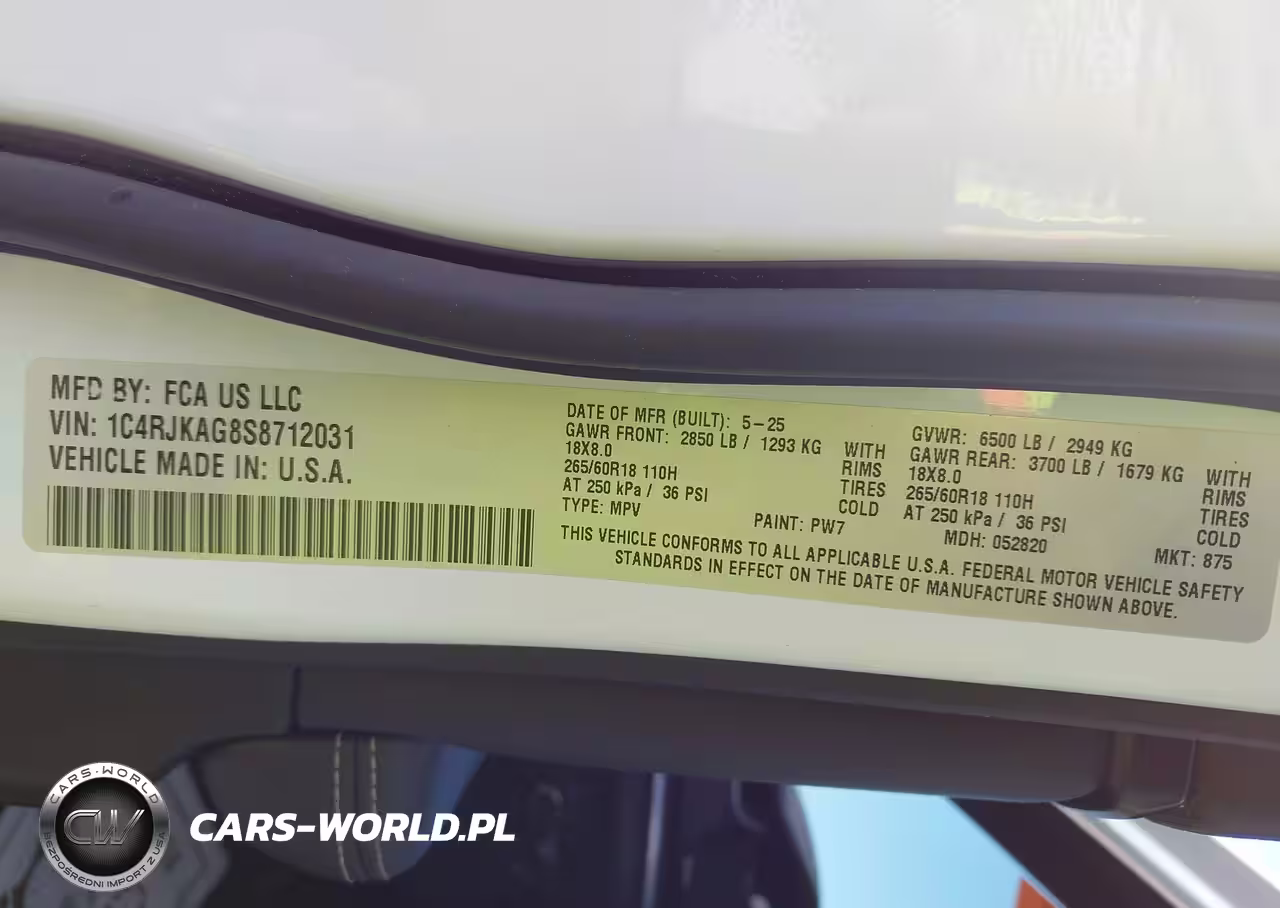 MFD BY: FCA US LLC
VIN: 1C4RJKAG8S8712031
VEHICLE MADE IN: U.S.A.
DATE OF MFR (BUILT): 5-25
GAWR FRONT: 2850 LB / 1293 KG WITH
18X8.0 RIMS
265/60R18 110H TIRES
AT 250 kPa / 36 PSI COLD
TYPE: MPV
PAINT: PW7
GVWR: 6500 LB / 2949 KG
GAWR REAR: 3700 LB / 1679 KG WITH
18X8.0 RIMS
265/60R18 110H TIRES
AT 250 kPa / 36 PSI COLD
MDH: 052820
MKT: 875
THIS VEHICLE CONFORMS TO ALL APPLICABLE U.S.A. FEDERAL MOTOR VEHICLE SAFETY
STANDARDS IN EFFECT ON THE DATE OF MANUFACTURE SHOWN ABOVE.
CARS-WORLD
CW
BEZPOŚREDNI IMPORT Z USA
CARS-WORLD.PL